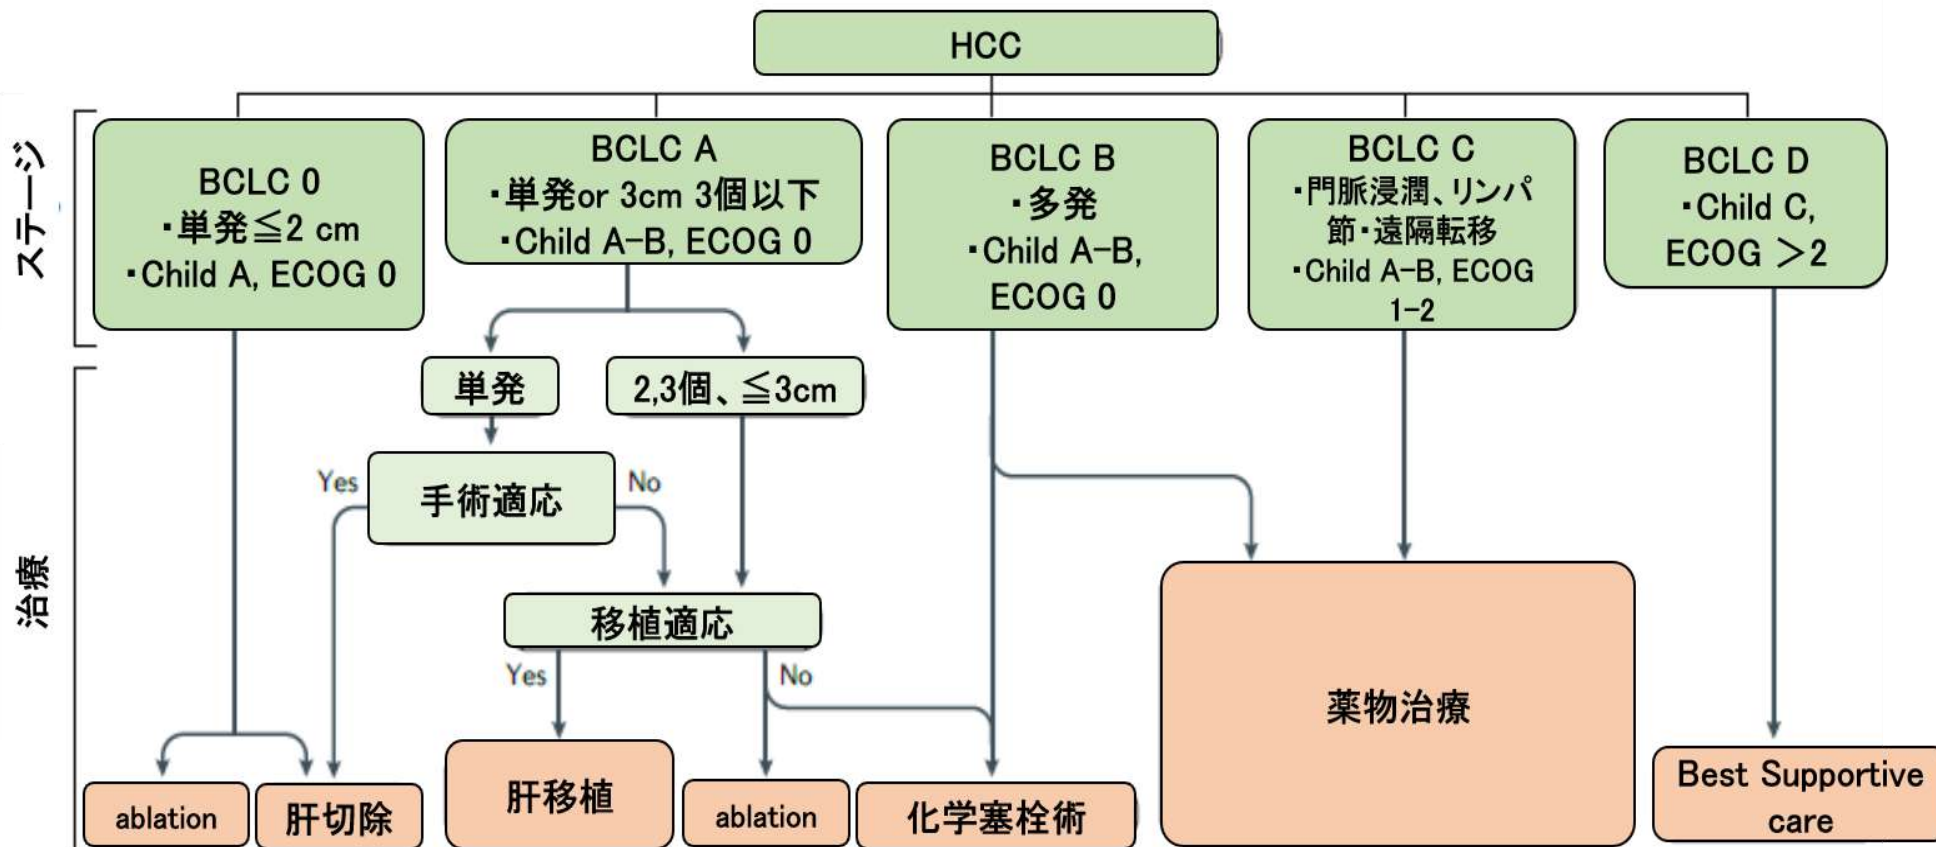 HCC
ステージ
BCLC 0
・単発≦2 cm
・Child A, ECOG 0
BCLC A
・単発or 3cm 3個以下
・Child A-B, ECOG 0
BCLC B
・多発
・Child A-B,
ECOG 0
BCLC C
・門脈浸潤、リンパ
節・遠隔転移
・Child A-B, ECOG
1-2
BCLC D
・Child C,
ECOG >2
治療
単発
2,3個、≦3cm
Yes
手術適応
No
移植適応
Yes
No
ablation
肝切除
肝移植
ablation
化学塞栓術
薬物治療
Best Supportive
care